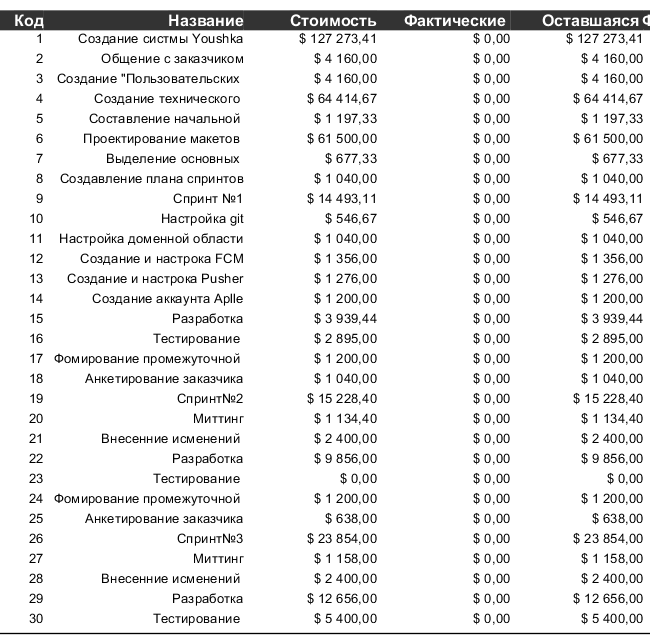 Код Название Стоимость Фактические Оставшаяся Ф
1 Создание систмы Youshka $ 127 273,41 $ 0,00 $ 127 273,41
2 Общение с заказчиком $ 4 160,00 $ 0,00 $ 4 160,00
3 Создание "Пользовательских $ 4 160,00 $ 0,00 $ 4 160,00
4 Создание технического $ 64 414,67 $ 0,00 $ 64 414,67
5 Составление начальной $ 1 197,33 $ 0,00 $ 1 197,33
6 Проектирование макетов $ 61 500,00 $ 0,00 $ 61 500,00
7 Выделение основных $ 677,33 $ 0,00 $ 677,33
8 Создавление плана спринтов $ 1 040,00 $ 0,00 $ 1 040,00
9 Спринт №1 $ 14 493,11 $ 0,00 $ 14 493,11
10 Настройка git $ 546,67 $ 0,00 $ 546,67
11 Настройка доменной области $ 1 040,00 $ 0,00 $ 1 040,00
12 Создание и настрока FCM $ 1 356,00 $ 0,00 $ 1 356,00
13 Создание и настрока Pusher $ 1 276,00 $ 0,00 $ 1 276,00
14 Создание аккаунта Aplle $ 1 200,00 $ 0,00 $ 1 200,00
15 Разработка $ 3 939,44 $ 0,00 $ 3 939,44
16 Тестирование $ 2 895,00 $ 0,00 $ 2 895,00
17 Фомирование промежуточной $ 1 200,00 $ 0,00 $ 1 200,00
18 Анкетирование заказчика $ 1 040,00 $ 0,00 $ 1 040,00
19 Спринт№2 $ 15 228,40 $ 0,00 $ 15 228,40
20 Миттинг $ 1 134,40 $ 0,00 $ 1 134,40
21 Внесенние исменений $ 2 400,00 $ 0,00 $ 2 400,00
22 Разработка $ 9 856,00 $ 0,00 $ 9 856,00
23 Тестирование $ 0,00 $ 0,00 $ 0,00
24 Фомирование промежуточной $ 1 200,00 $ 0,00 $ 1 200,00
25 Анкетирование заказчика $ 638,00 $ 0,00 $ 638,00
26 Спринт№3 $ 23 854,00 $ 0,00 $ 23 854,00
27 Миттинг $ 1 158,00 $ 0,00 $ 1 158,00
28 Внесенние исменений $ 2 400,00 $ 0,00 $ 2 400,00
29 Разработка $ 12 656,00 $ 0,00 $ 12 656,00
30 Тестирование $ 5 400,00 $ 0,00 $ 5 400,00